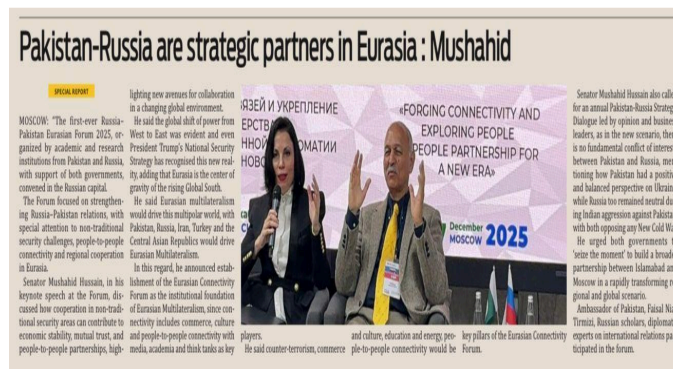 Pakistan-Russia are strategic partners in Eurasia : Mushahid
SPECIAL REPORT
MOSCOW: "The first-ever Russia–
Pakistan Eurasian Forum 2025, or-
ganized by academic and research
institutions from Pakistan and Russia,
with support of both governments,
convened in the Russian capital.
The Forum focused on strengthen-
ing Russia–Pakistan relations, with
special attention to non-traditional
security challenges, people-to-people
connectivity and regional cooperation
in Eurasia.
Senator Mushahid Hussain, in his
keynote speech at the Forum, dis-
cussed how cooperation in non-tradi-
tional security areas can contribute to
economic stability, mutual trust, and
people-to-people partnerships, high-
lighting new avenues for collaboration
in a changing global environment.
He said the global shift of power from
West to East was evident and even
President Trump's National Security
Strategy has recognised this new real-
ity, adding that Eurasia is the center of
gravity of the rising Global South.
He said Eurasian multilateralism
would drive this multipolar world, with
Pakistan, Russia, Iran, Turkey and the
Central Asian Republics would drive
Eurasian Multilateralism.
In this regard, he announced estab-
lishment of the Eurasian Connectivity
Forum as the institutional foundation
of Eurasian Multilateralism, since con-
nectivity includes commerce, culture
and people-to-people connectivity with
media, academia and think tanks as key
ВЯЗЕЙ И УКРЕПЛЕНИЕ
«FORGING CONNECTIVITY AND
EXPLORING PEOPLE
PEOPLE PARTNERSHIP FOR
A NEW ERA»
December
MOSCOW 2025
players.
He said counter-terrorism, commerce
and culture, education and energy, peo-
ple-to-people connectivity would be
key pillars of the Eurasian Connectivity
Forum.
Senator Mushahid Hussain also calle
for an annual Pakistan-Russia Strateg
Dialogue led by opinion and busines
leaders, as in the new scenario, ther
is no fundamental conflict of interes
between Pakistan and Russia, men
tioning how Pakistan had a positiv
and balanced perspective on Ukrain
while Russia too remained neutral du
ing Indian aggression against Pakista
with both opposing any New Cold Wa
He urged both governments t
'seize the moment' to build a broade
partnership between Islamabad an
Moscow in a rapidly transforming r
gional and global scenario.
Ambassador of Pakistan, Faisal Nia
Tirmizi, Russian scholars, diplomat
experts on international relations pa
ticipated in the forum.